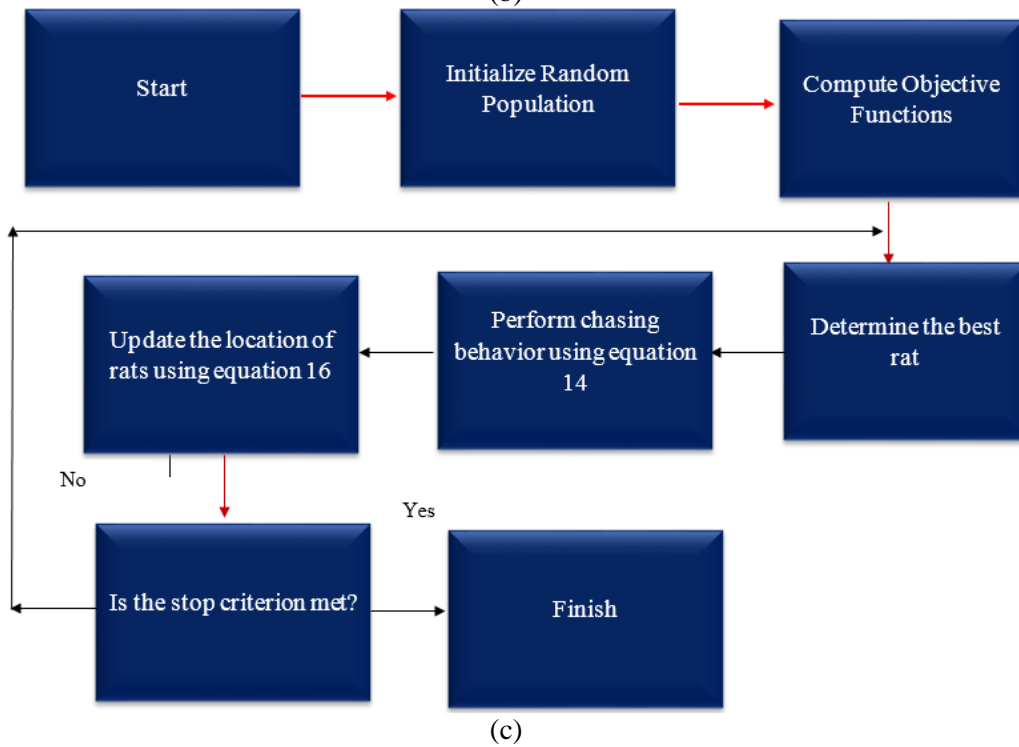 Start
Initialize Random
Population
Compute Objective
Functions
Determine the best
rat
Perform chasing
behavior using equation
14
Update the location of
rats using equation 16
No
Is the stop criterion met?
Yes
Finish
(c)